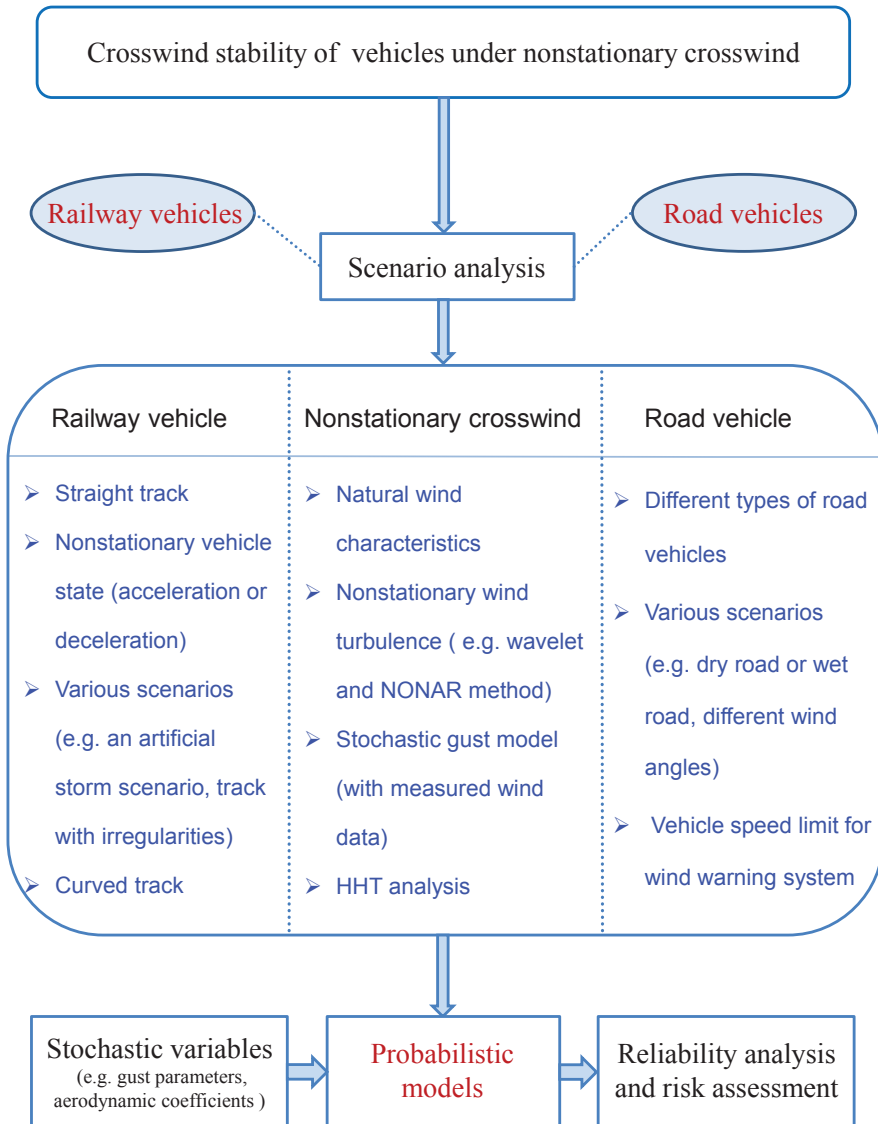 Crosswind stability of vehicles under nonstationary crosswind
Railway vehicles
Road vehicles
Scenario analysis
Railway vehicle
➢ Straight track
➢ Nonstationary vehicle
state (acceleration or
deceleration)
➢ Various scenarios
(e.g. an artificial
storm scenario, track
with irregularities)
➢ Curved track
Nonstationary crosswind
➢ Natural wind
characteristics
➢ Nonstationary wind
turbulence ( e.g. wavelet
and NONAR method)
➢ Stochastic gust model
(with measured wind
data)
➢ HHT analysis
Road vehicle
➢ Different types of road
vehicles
➢ Various scenarios
(e.g. dry road or wet
road, different wind
angles)
➢ Vehicle speed limit for
wind warning system
Stochastic variables
(e.g. gust parameters,
aerodynamic coefficients )
Probabilistic
models
Reliability analysis
and risk assessment